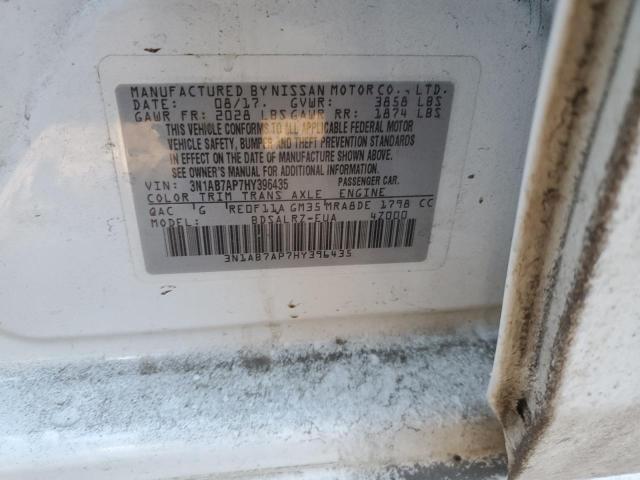 MANUFACTURED BY NISSAN MOTOR CO., LTD.
DATE: 08/17. GVWR: 3858 LBS
GAWR FR: 2028 LBS GAWR RR: 1874 LBS
THIS VEHICLE CONFORMS TO ALL APPLICABLE FEDERAL MOTOR
VEHICLE SAFETY, BUMPER AND THEFT PREVENTION STANDARDS
IN EFFECT ON THE DATE OF MANUFACTURE SHOWN ABOVE.
SEE OWNER'S MANUAL FOR ADDITIONAL INFORMATION.
VIN: 3N1AB7AP7HY396435 PASSENGER CAR.
COLOR TRIM TRANS AXLE ENGINE
QAC G RE0F11A GM35 MRA8DE 1798 CC
MODEL: BDSALRZ-EUA 47000
3N1AB7AP7HY396435